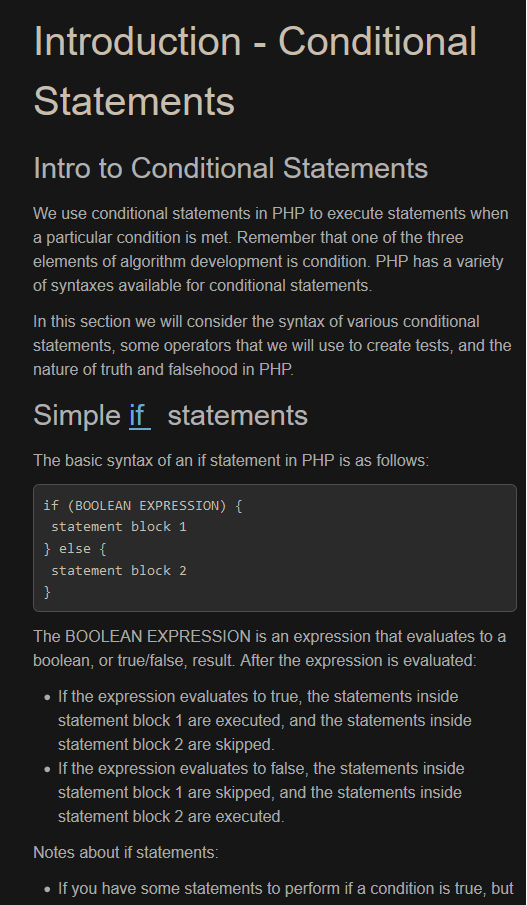 Introduction - Conditional
Statements
Intro to Conditional Statements
We use conditional statements in PHP to execute statements when
a particular condition is met. Remember that one of the three
elements of algorithm development is condition. PHP has a variety
of syntaxes available for conditional statements.
In this section we will consider the syntax of various conditional
statements, some operators that we will use to create tests, and the
nature of truth and falsehood in PHP.
Simple if statements
The basic syntax of an if statement in PHP is as follows:
if (BOOLEAN EXPRESSION) {
 statement block 1
} else {
 statement block 2
}
The BOOLEAN EXPRESSION is an expression that evaluates to a
boolean, or true/false, result. After the expression is evaluated:
• If the expression evaluates to true, the statements inside
statement block 1 are executed, and the statements inside
statement block 2 are skipped.
• If the expression evaluates to false, the statements inside
statement block 1 are skipped, and the statements inside
statement block 2 are executed.
Notes about if statements:
• If you have some statements to perform if a condition is true, but